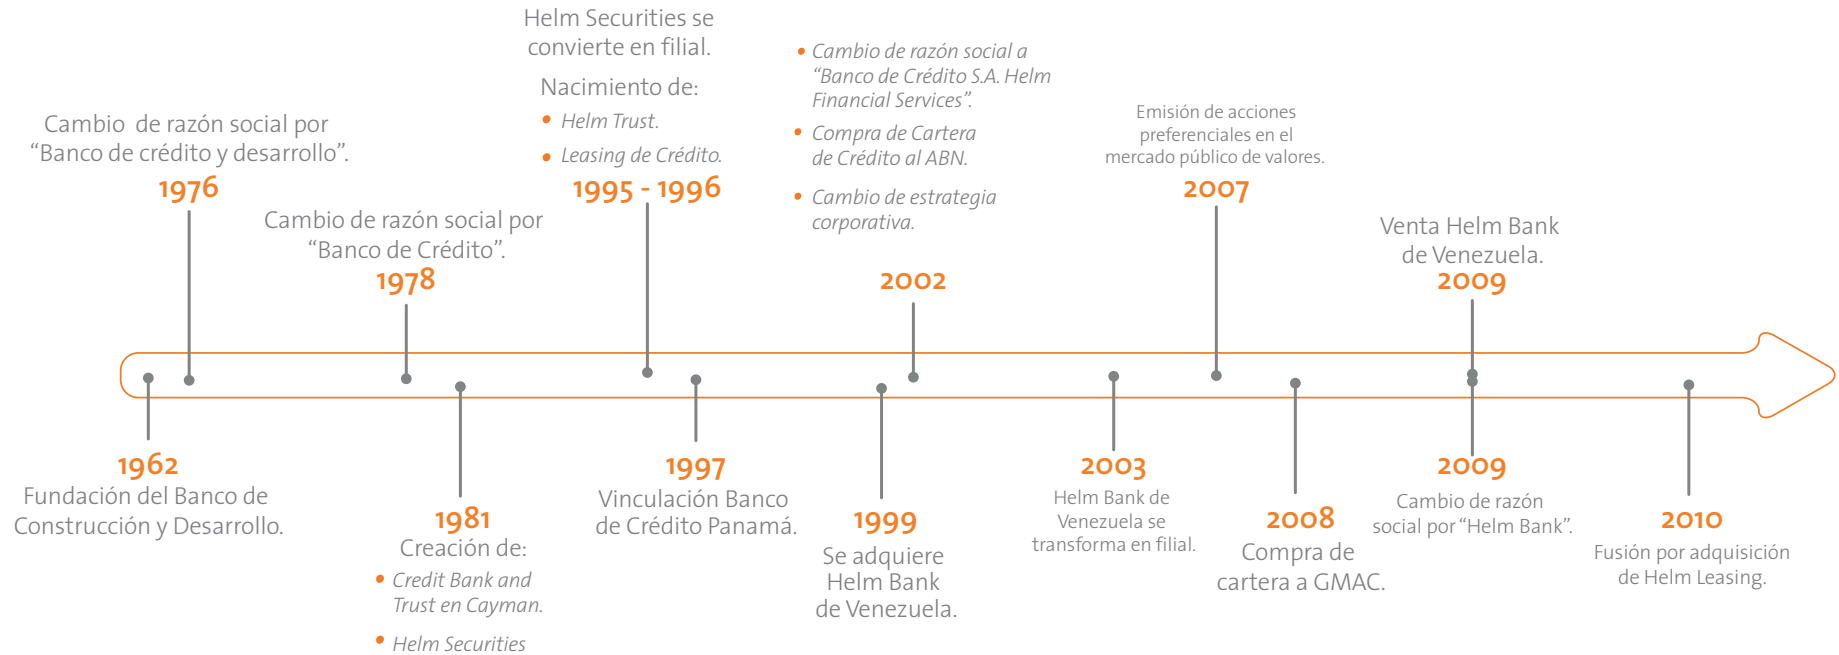 Cambio de razón social por
“Banco de crédito y desarrollo”.
1976
Cambio de razón social por
“Banco de Crédito”.
1978
Helm Securities se
convierte en filial.
Nacimiento de:
• Helm Trust.
• Leasing de Crédito.
1995 - 1996
• Cambio de razón social a
“Banco de Crédito S.A. Helm
Financial Services”.
• Compra de Cartera
de Crédito al ABN.
• Cambio de estrategia
corporativa.
2002
Emisión de acciones
preferenciales en el
mercado público de valores.
2007
Venta Helm Bank
de Venezuela.
2009
1962
Fundación del Banco de
Construcción y Desarrollo.
1981
Creación de:
• Credit Bank and
Trust en Cayman.
• Helm Securities
1997
Vinculación Banco
de Crédito Panamá.
1999
Se adquiere
Helm Bank
de Venezuela.
2003
Helm Bank de
Venezuela se
transforma en filial.
2008
Compra de
cartera a GMAC.
2009
Cambio de razón
social por “Helm Bank”.
2010
Fusión por adquisición
de Helm Leasing.